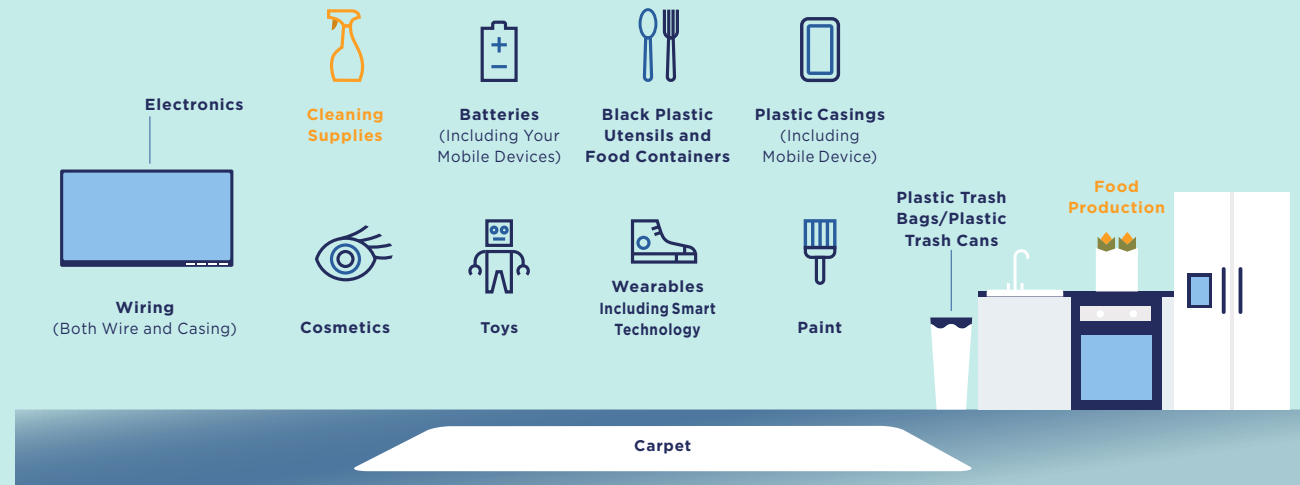 Electronics
Wiring
(Both Wire and Casing)
Cleaning
Supplies
Batteries
(Including Your
Mobile Devices)
Black Plastic
Utensils and
Food Containers
Plastic Casings
(Including
Mobile Device)
Cosmetics
Toys
Wearables
Including Smart
Technology
Paint
Plastic Trash
Bags/Plastic
Trash Cans
Food
Production
Carpet